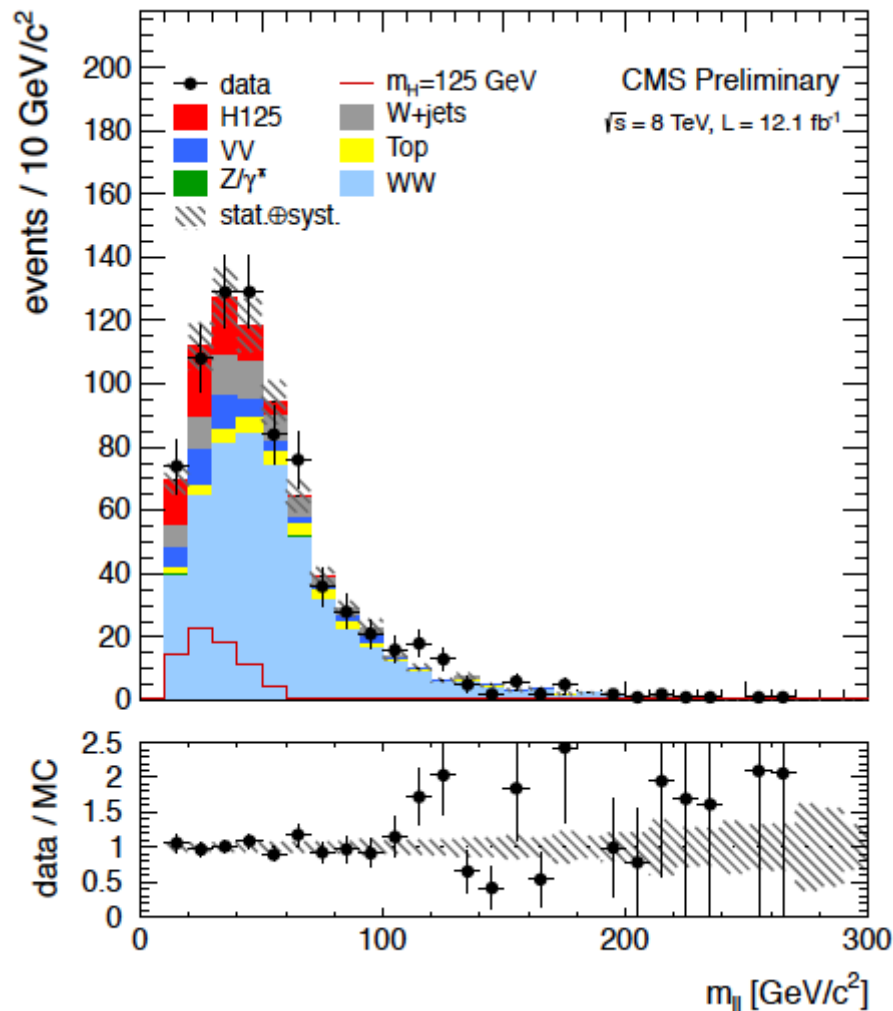 events / 10 GeV/c²
200
180
160
140
120
100
80
60
40
20
0
data
H125
VV
Z/γ*
stat.⊕syst.
m_H=125 GeV
W+jets
Top
WW
CMS Preliminary
√s = 8 TeV, L = 12.1 fb⁻¹
data / MC
2.5
2
1.5
1
0.5
0
0 100 200 300
m_ll [GeV/c²]